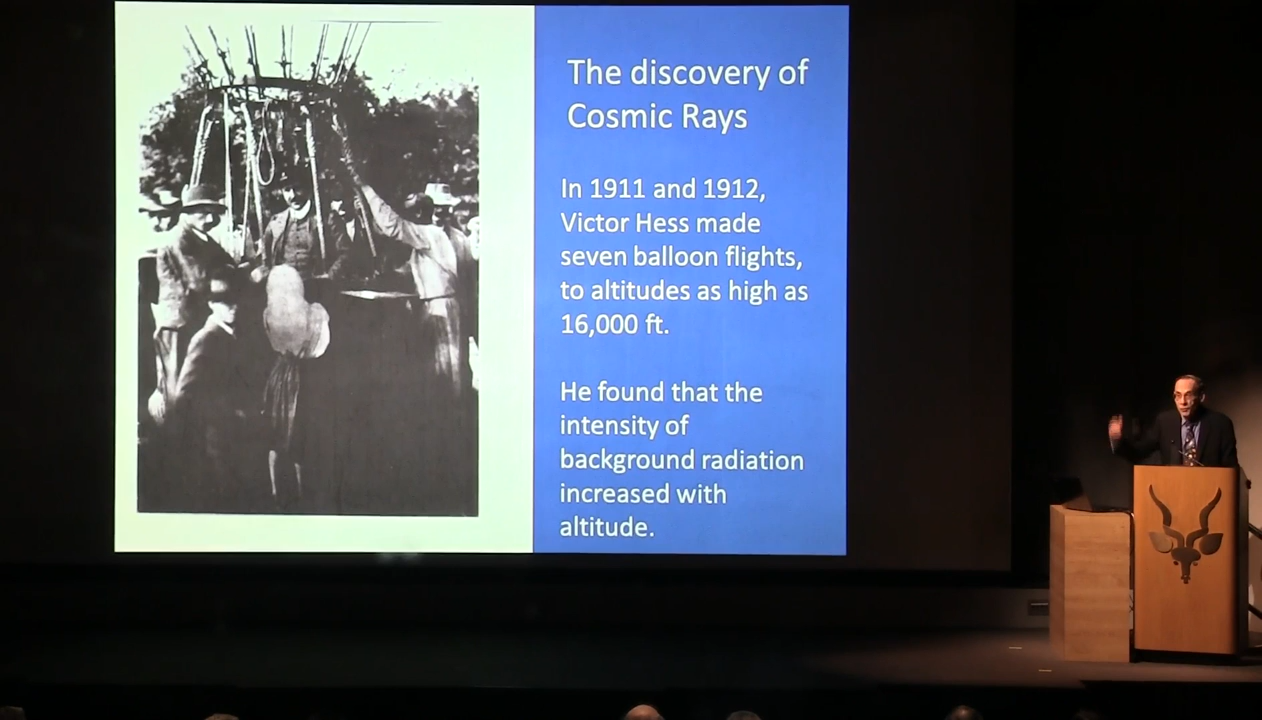 The discovery of
Cosmic Rays
In 1911 and 1912,
Victor Hess made
seven balloon flights,
to altitudes as high as
16,000 ft.
He found that the
intensity of
background radiation
increased with
altitude.